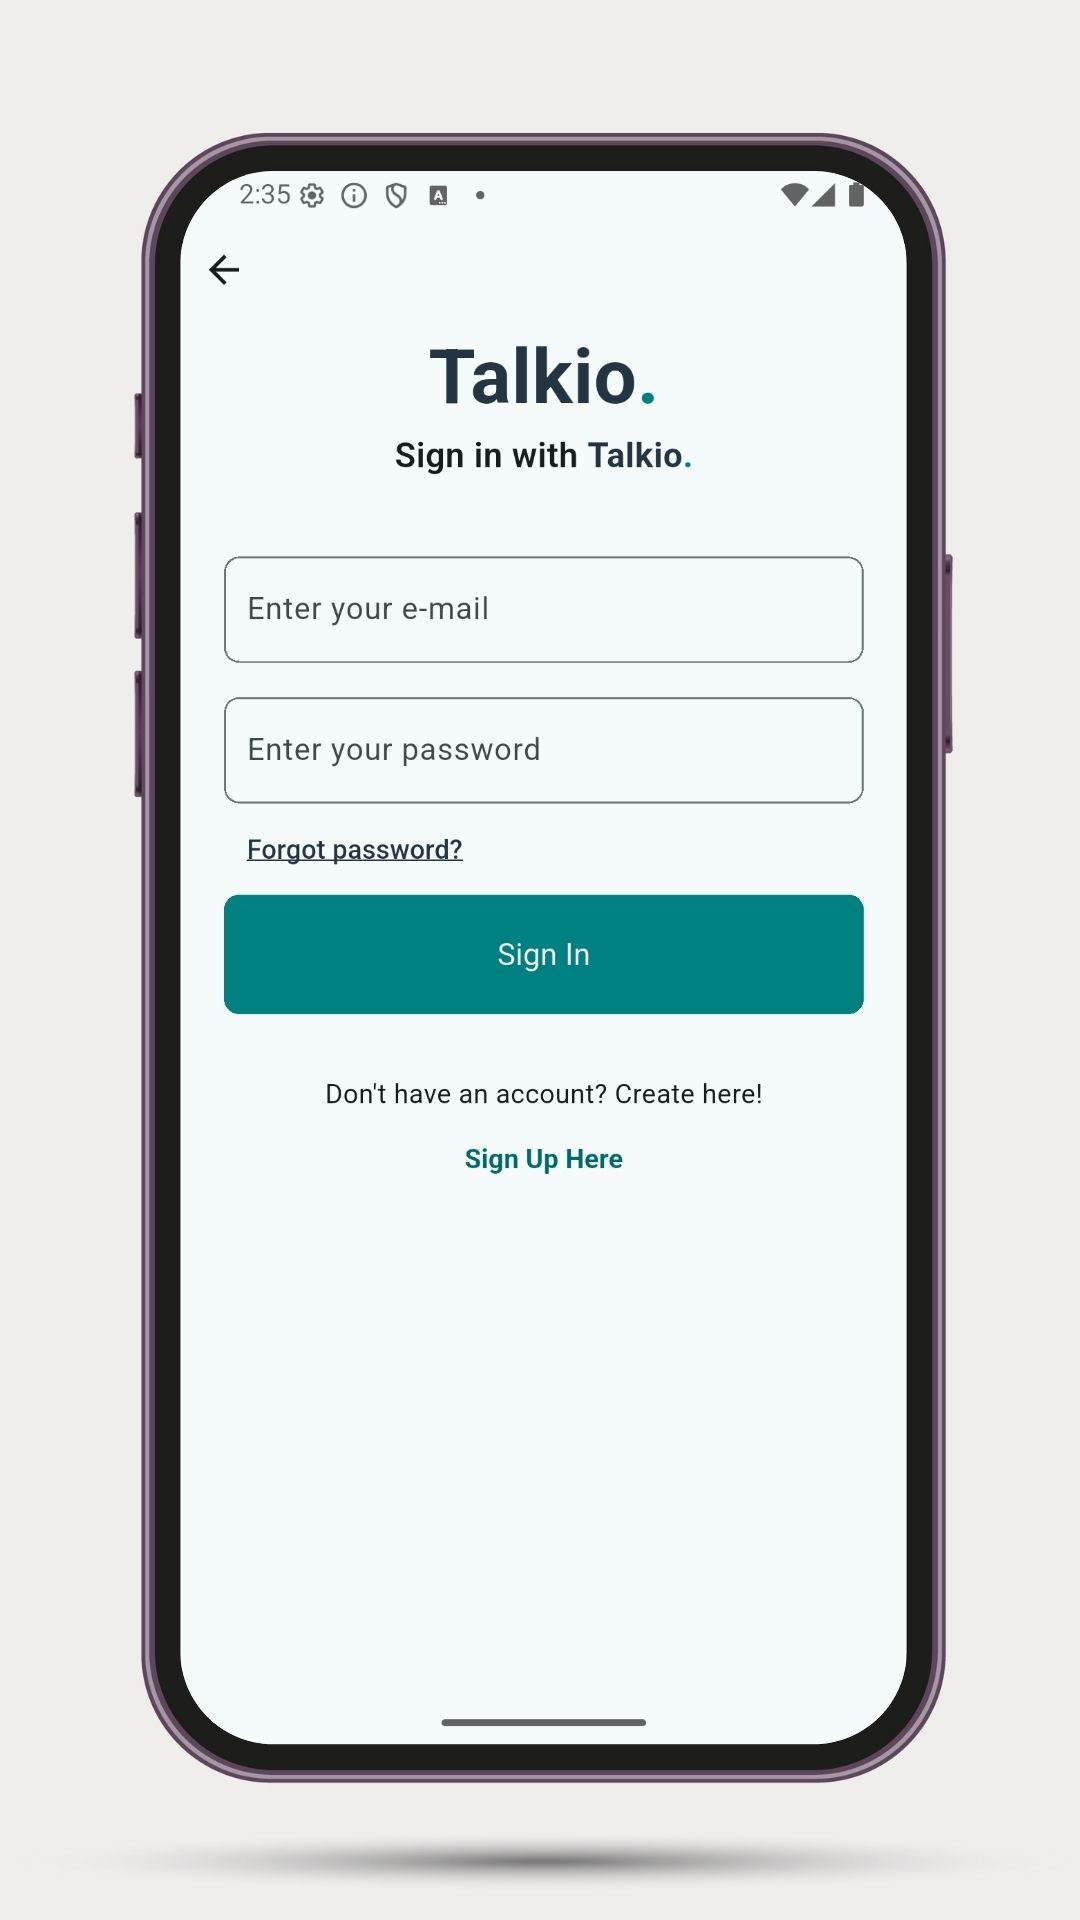 2:35
Talkio.
Sign in with Talkio.
Enter your e-mail
Enter your password
Forgot password?
Sign In
Don't have an account? Create here!
Sign Up Here